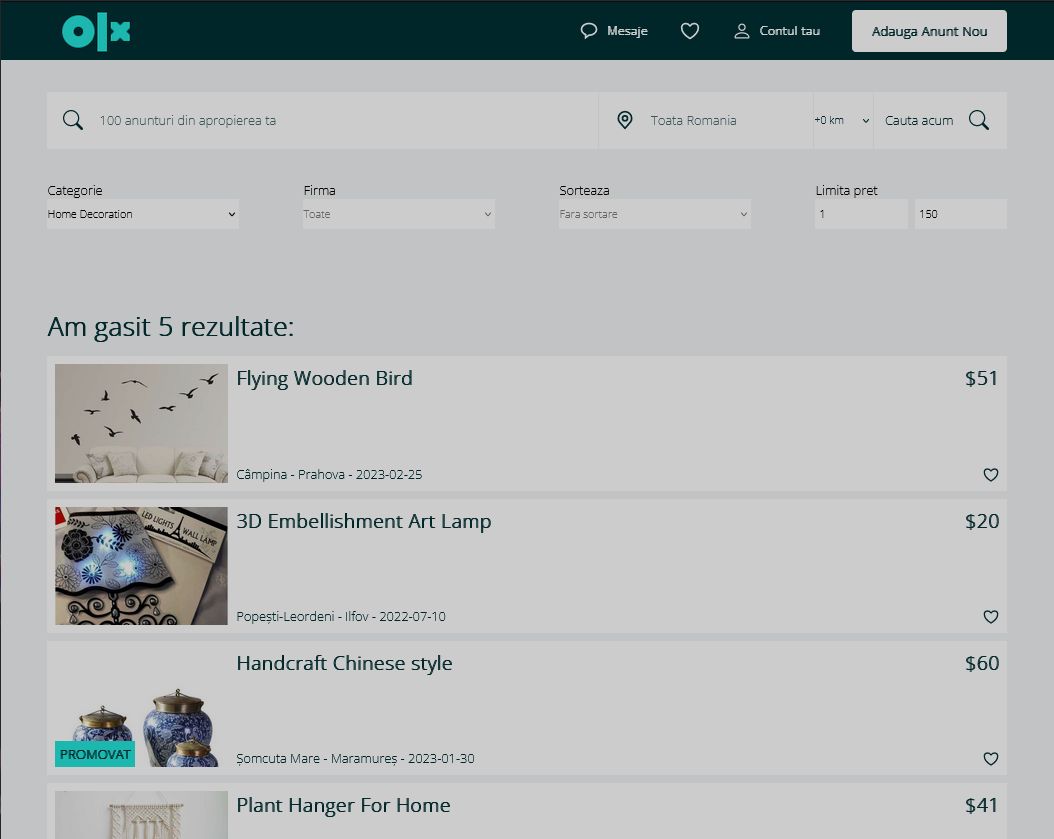 olx
Mesaje
Contul tau
Adauga Anunt Nou
100 anunturi din apropierea ta
Toata Romania
+0 km
Cauta acum
Categorie
Firma
Sorteaza
Limita pret
Home Decoration
Toate
Fara sortare
1
150
Am gasit 5 rezultate:
Flying Wooden Bird
$51
Câmpina - Prahova - 2023-02-25
LED LIGHTS
WALL LAMP
3D Embellishment Art Lamp
$20
Popești-Leordeni - Ilfov - 2022-07-10
Handcraft Chinese style
$60
PROMOVAT
Șomcuta Mare - Maramureș - 2023-01-30
Plant Hanger For Home
$41